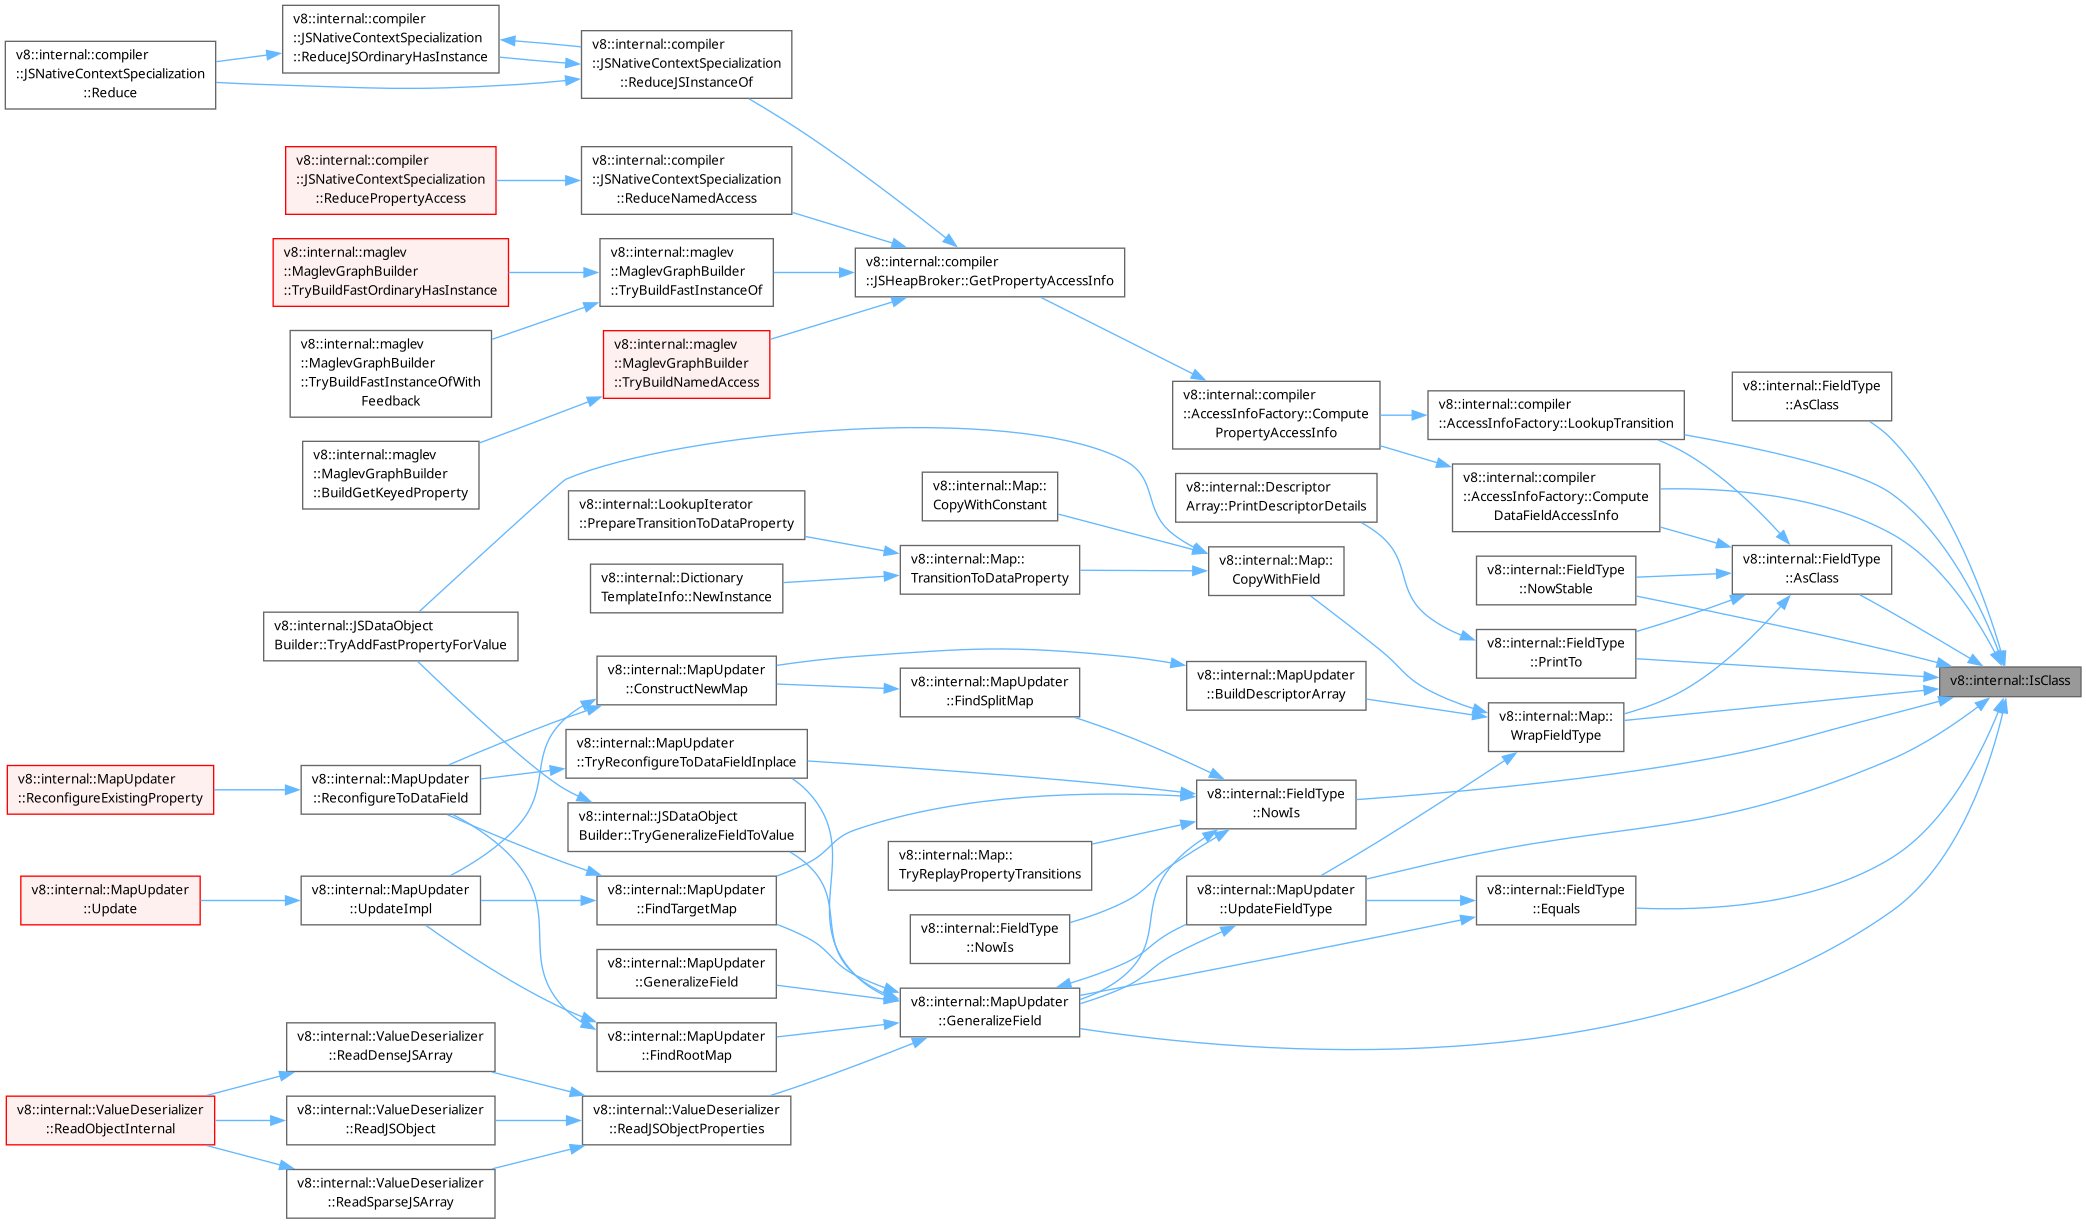 v8::internal::compiler
::JSNativeContextSpecialization
::Reduce
v8::internal::compiler
::JSNativeContextSpecialization
::ReduceJSOrdinaryHasInstance
v8::internal::compiler
::JSNativeContextSpecialization
::ReduceJSInstanceOf
v8::internal::compiler
::JSNativeContextSpecialization
::ReducePropertyAccess
v8::internal::compiler
::JSNativeContextSpecialization
::ReduceNamedAccess
v8::internal::maglev
::MaglevGraphBuilder
::TryBuildFastOrdinaryHasInstance
v8::internal::maglev
::MaglevGraphBuilder
::TryBuildFastInstanceOf
v8::internal::compiler
::JSHeapBroker::GetPropertyAccessInfo
v8::internal::maglev
::MaglevGraphBuilder
::TryBuildFastInstanceOfWith
Feedback
v8::internal::maglev
::MaglevGraphBuilder
::TryBuildNamedAccess
v8::internal::maglev
::MaglevGraphBuilder
::BuildGetKeyedProperty
v8::internal::compiler
::AccessInfoFactory::Compute
PropertyAccessInfo
v8::internal::compiler
::AccessInfoFactory::LookupTransition
v8::internal::FieldType
::AsClass
v8::internal::compiler
::AccessInfoFactory::Compute
DataFieldAccessInfo
v8::internal::Descriptor
Array::PrintDescriptorDetails
v8::internal::Map::
CopyWithConstant
v8::internal::LookupIterator
::PrepareTransitionToDataProperty
v8::internal::Map::
TransitionToDataProperty
v8::internal::Map::
CopyWithField
v8::internal::FieldType
::NowStable
v8::internal::FieldType
::AsClass
v8::internal::Dictionary
TemplateInfo::NewInstance
v8::internal::JSDataObject
Builder::TryAddFastPropertyForValue
v8::internal::FieldType
::PrintTo
v8::internal::IsClass
v8::internal::MapUpdater
::ConstructNewMap
v8::internal::MapUpdater
::FindSplitMap
v8::internal::MapUpdater
::BuildDescriptorArray
v8::internal::Map::
WrapFieldType
v8::internal::MapUpdater
::TryReconfigureToDataFieldInplace
v8::internal::MapUpdater
::ReconfigureExistingProperty
v8::internal::MapUpdater
::ReconfigureToDataField
v8::internal::FieldType
::NowIs
v8::internal::JSDataObject
Builder::TryGeneralizeFieldToValue
v8::internal::Map::
TryReplayPropertyTransitions
v8::internal::MapUpdater
::Update
v8::internal::MapUpdater
::UpdateImpl
v8::internal::MapUpdater
::FindTargetMap
v8::internal::FieldType
::NowIs
v8::internal::MapUpdater
::UpdateFieldType
v8::internal::FieldType
::Equals
v8::internal::MapUpdater
::GeneralizeField
v8::internal::MapUpdater
::GeneralizeField
v8::internal::MapUpdater
::FindRootMap
v8::internal::ValueDeserializer
::ReadDenseJSArray
v8::internal::ValueDeserializer
::ReadObjectInternal
v8::internal::ValueDeserializer
::ReadJSObject
v8::internal::ValueDeserializer
::ReadJSObjectProperties
v8::internal::ValueDeserializer
::ReadSparseJSArray